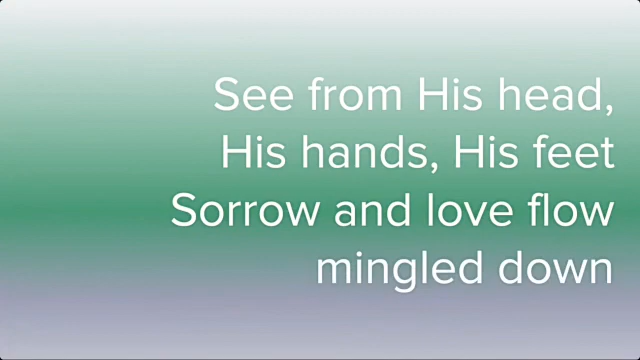 See from His head,
His hands, His feet
Sorrow and love flow
mingled down